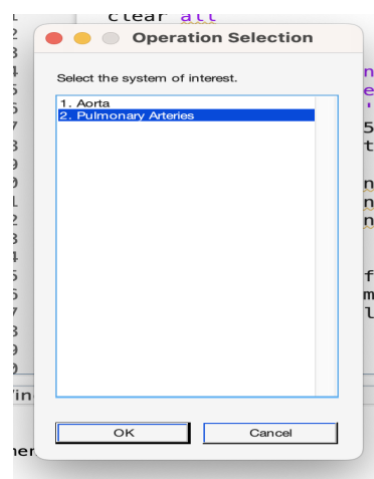 clear all
Operation Selection
Select the system of interest.
1. Aorta
2. Pulmonary Arteries
OK
Cancel